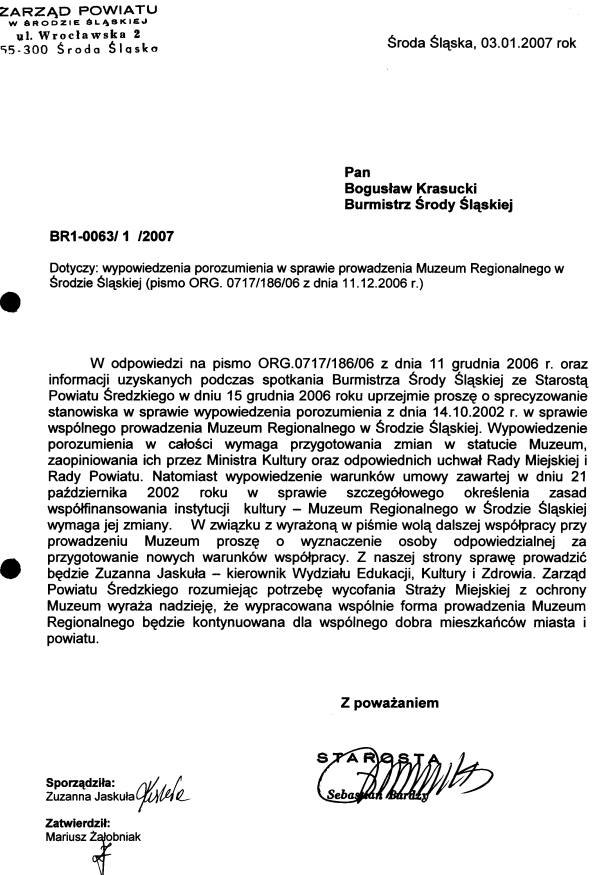 ZARZĄD POWIATU
W ŚRODZIE ŚLĄSKIEJ
ul. Wrocławska 2
55-300 Środa Śląska
Środa Śląska, 03.01.2007 rok
Pan
Bogusław Krasucki
Burmistrz Środy Śląskiej
BR1-0063/ 1 /2007
Dotyczy: wypowiedzenia porozumienia w sprawie prowadzenia Muzeum Regionalnego w
Środzie Śląskiej (pismo ORG. 0717/186/06 z dnia 11.12.2006 r.)
W odpowiedzi na pismo ORG.0717/186/06 z dnia 11 grudnia 2006 r. oraz
informacji uzyskanych podczas spotkania Burmistrza Środy Śląskiej ze Starostą
Powiatu Średzkiego w dniu 15 grudnia 2006 roku uprzejmie proszę o sprecyzowanie
stanowiska w sprawie wypowiedzenia porozumienia z dnia 14.10.2002 r. w sprawie
wspólnego prowadzenia Muzeum Regionalnego w Środzie Śląskiej. Wypowiedzenie
porozumienia w całości wymaga przygotowania zmian w statucie Muzeum,
zaopiniowania ich przez Ministra Kultury oraz odpowiednich uchwał Rady Miejskiej i
Rady Powiatu. Natomiast wypowiedzenie warunków umowy zawartej w dniu 21
października 2002 roku w sprawie szczegółowego określenia zasad
współfinansowania instytucji kultury – Muzeum Regionalnego w Środzie Śląskiej
wymaga jej zmiany. W związku z wyrażoną w piśmie wolą dalszej współpracy przy
prowadzeniu Muzeum proszę o wyznaczenie osoby odpowiedzialnej za
przygotowanie nowych warunków współpracy. Z naszej strony sprawę prowadzić
będzie Zuzanna Jaskuła – kierownik Wydziału Edukacji, Kultury i Zdrowia. Zarząd
Powiatu Średzkiego rozumiejąc potrzebę wycofania Straży Miejskiej z ochrony
Muzeum wyraża nadzieję, że wypracowana wspólnie forma prowadzenia Muzeum
Regionalnego będzie kontynuowana dla wspólnego dobra mieszkańców miasta i
powiatu.
Z poważaniem
STAROSTA
Sebastian Burdzy
Sporządziła:
Zuzanna Jaskuła
Zatwierdził:
Mariusz Żałobniak